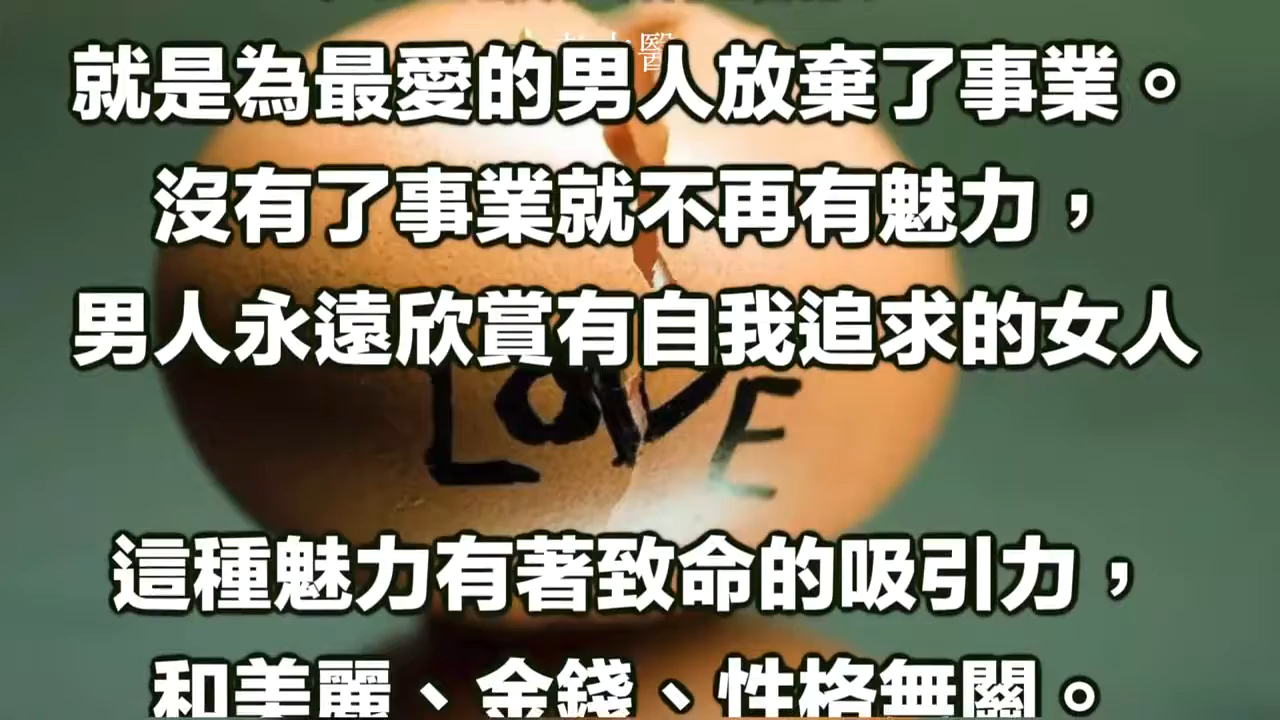 就是為最愛的男人放棄了事業。
沒有了事業就不再有魅力，
男人永遠欣賞有自我追求的女人
LOVE
這種魅力有著致命的吸引力，
和美麗、金錢、性格無關。